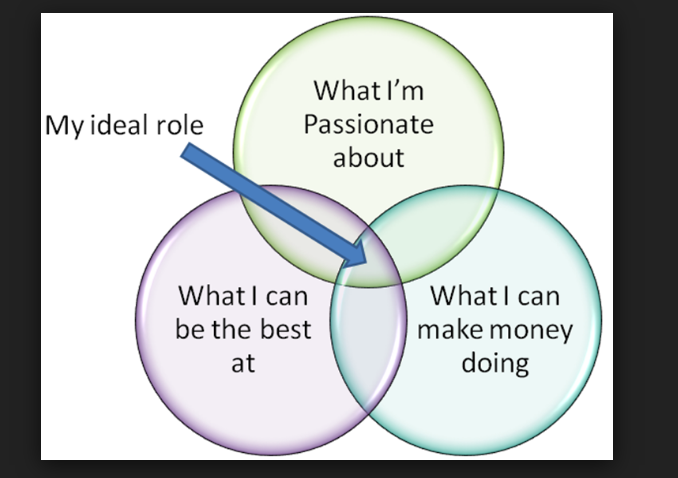 What I'm
Passionate
about
My ideal role
What I can
be the best
at
What I can
make money
doing